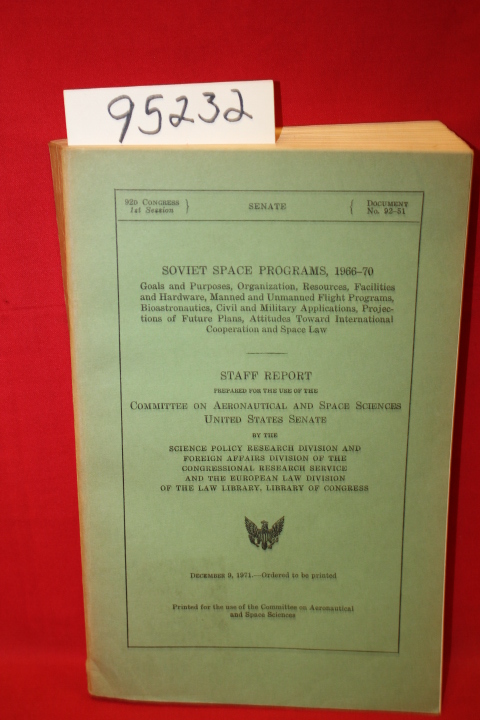 95232
92D CONGRESS } SENATE { DOCUMENT
1st Session No. 92-51
SOVIET SPACE PROGRAMS, 1966–70
Goals and Purposes, Organization, Resources, Facilities
and Hardware, Manned and Unmanned Flight Programs,
Bioastronautics, Civil and Military Applications, Projec-
tions of Future Plans, Attitudes Toward International
Cooperation and Space Law
STAFF REPORT
PREPARED FOR THE USE OF THE
COMMITTEE ON AERONAUTICAL AND SPACE SCIENCES
UNITED STATES SENATE
BY THE
SCIENCE POLICY RESEARCH DIVISION AND
FOREIGN AFFAIRS DIVISION OF THE
CONGRESSIONAL RESEARCH SERVICE
AND THE EUROPEAN LAW DIVISION
OF THE LAW LIBRARY, LIBRARY OF CONGRESS
DECEMBER 9, 1971.—Ordered to be printed
Printed for the use of the Committee on Aeronautical
and Space Sciences